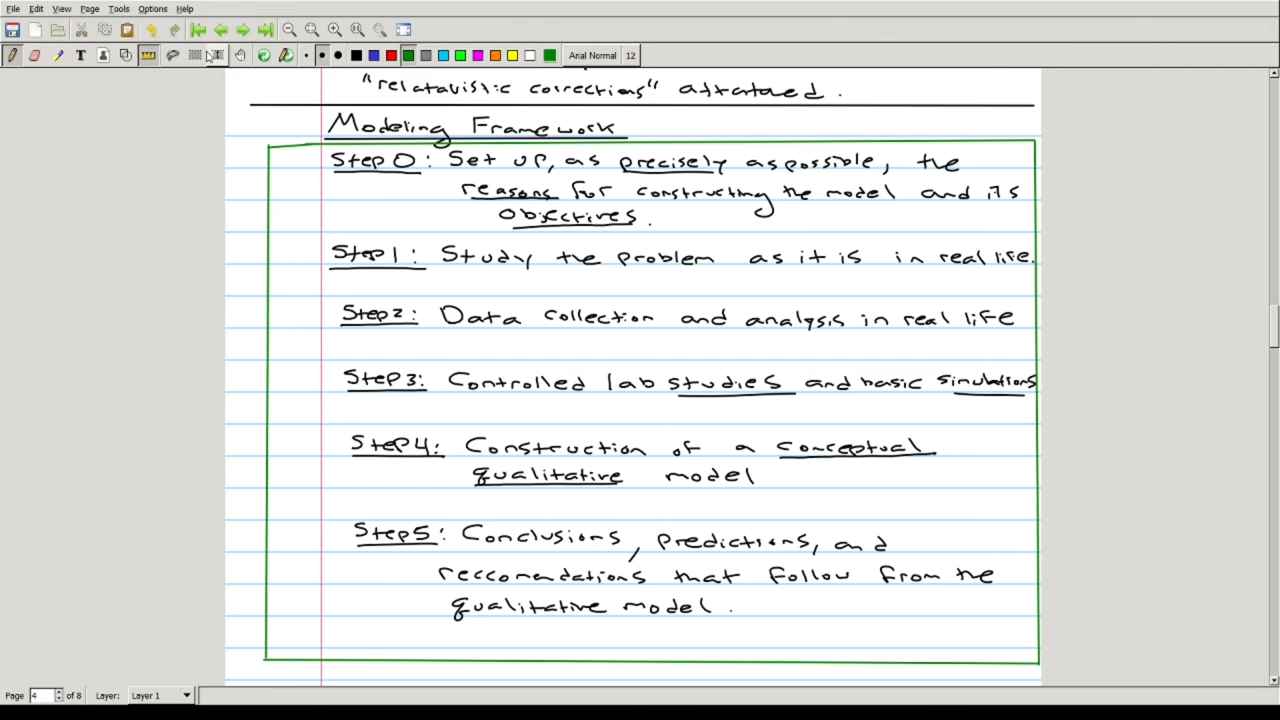 File Edit View Page Tools Options Help
Arial Normal 12
"relatavistic corrections" attatched.
Modeling Framework
Step 0: Set up, as precisely as possible, the
reasons for constructing the model and its
objectives.
Step 1: Study the problem as it is in real life.
Step 2: Data collection and analysis in real life
Step 3: Controlled lab studies and basic simulations
Step 4: Construction of a conceptual
qualitative model
Step 5: Conclusions, predictions, and
reccomendations that follow from the
qualitative model.
Page 4 of 8 Layer: Layer 1